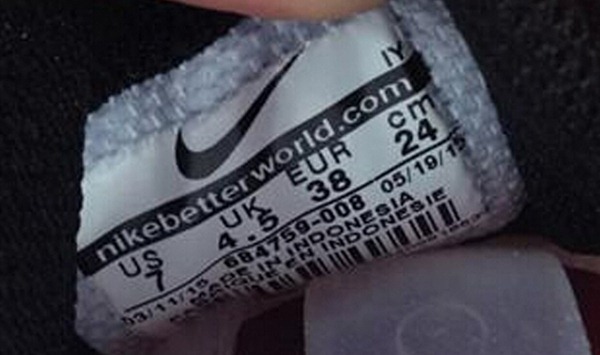 IY
nikebetterworld.com
US UK EUR cm
7 4.5 38 24
684759-008
03/11/15 05/19/15
MADE IN INDONESIA
FABRIQUE EN INDONESIE